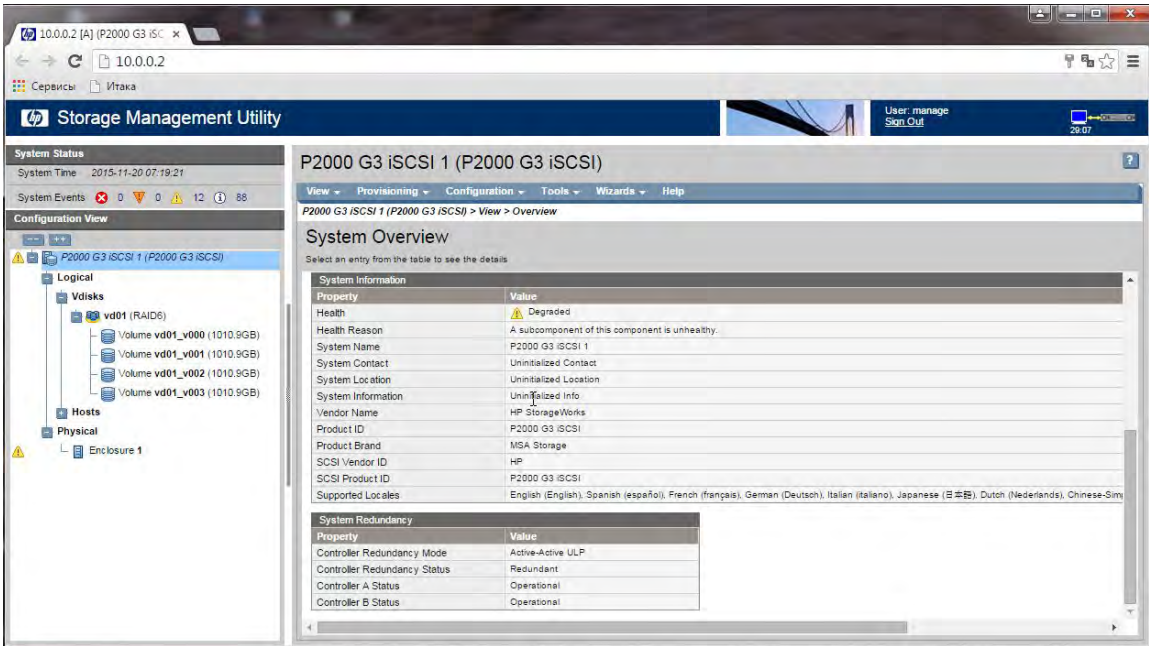 10.0.0.2 [A] (P2000 G3 iSC
10.0.0.2
Сервисы Итака
hp Storage Management Utility
User: manage
Sign Out
29:07
System Status
System Time 2015-11-20 07:19:21
System Events 0 0 12 88
Configuration View
P2000 G3 iSCSI 1 (P2000 G3 iSCSI)
Logical
Vdisks
vd01 (RAID6)
Volume vd01_v000 (1010.9GB)
Volume vd01_v001 (1010.9GB)
Volume vd01_v002 (1010.9GB)
Volume vd01_v003 (1010.9GB)
Hosts
Physical
Enclosure 1
P2000 G3 iSCSI 1 (P2000 G3 iSCSI)
View Provisioning Configuration Tools Wizards Help
P2000 G3 iSCSI 1 (P2000 G3 iSCSI) > View > Overview
System Overview
Select an entry from the table to see the details
System Information
Property Value
Health Degraded
Health Reason A subcomponent of this component is unhealthy.
System Name P2000 G3 iSCSI 1
System Contact Uninitialized Contact
System Location Uninitialized Location
System Information Uninitialized Info
Vendor Name HP StorageWorks
Product ID P2000 G3 iSCSI
Product Brand MSA Storage
SCSI Vendor ID HP
SCSI Product ID P2000 G3 iSCSI
Supported Locales English (English), Spanish (español), French (français), German (Deutsch), Italian (italiano), Japanese (日本語), Dutch (Nederlands), Chinese-Sim
System Redundancy
Property Value
Controller Redundancy Mode Active-Active ULP
Controller Redundancy Status Redundant
Controller A Status Operational
Controller B Status Operational